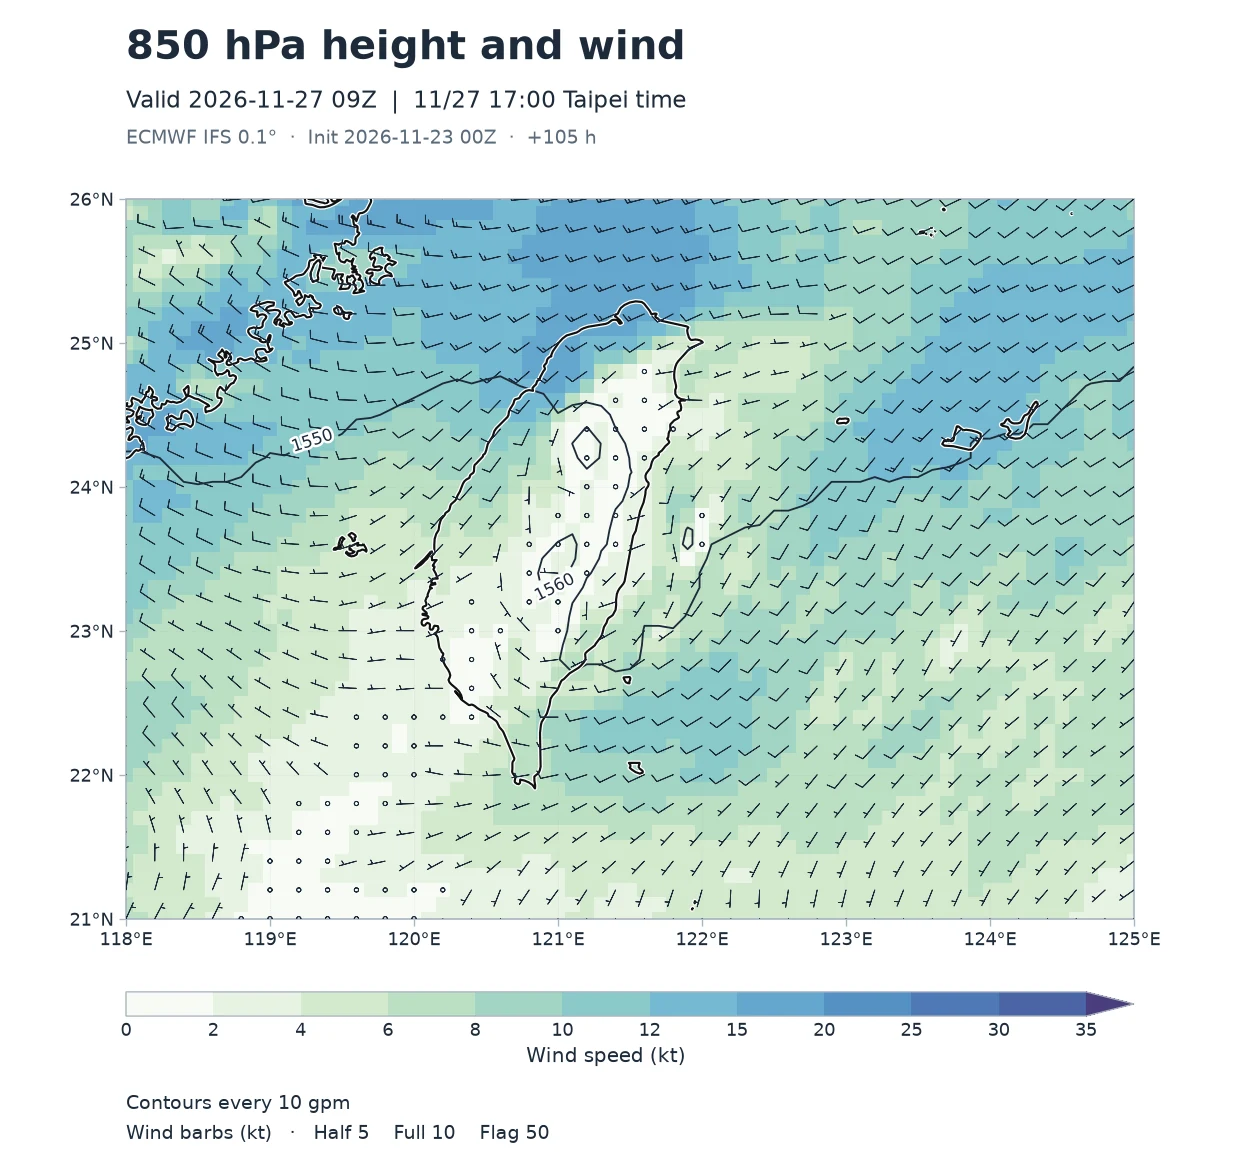 850 hPa height and wind
Valid 2026-11-27 09Z | 11/27 17:00 Taipei time
ECMWF IFS 0.1° · Init 2026-11-23 00Z · +105 h
26°N
25°N
24°N
23°N
22°N
21°N
1550
1560
118°E 119°E 120°E 121°E 122°E 123°E 124°E 125°E
0 2 4 6 8 10 12 15 20 25 30 35
Wind speed (kt)
Contours every 10 gpm
Wind barbs (kt) · Half 5 Full 10 Flag 50